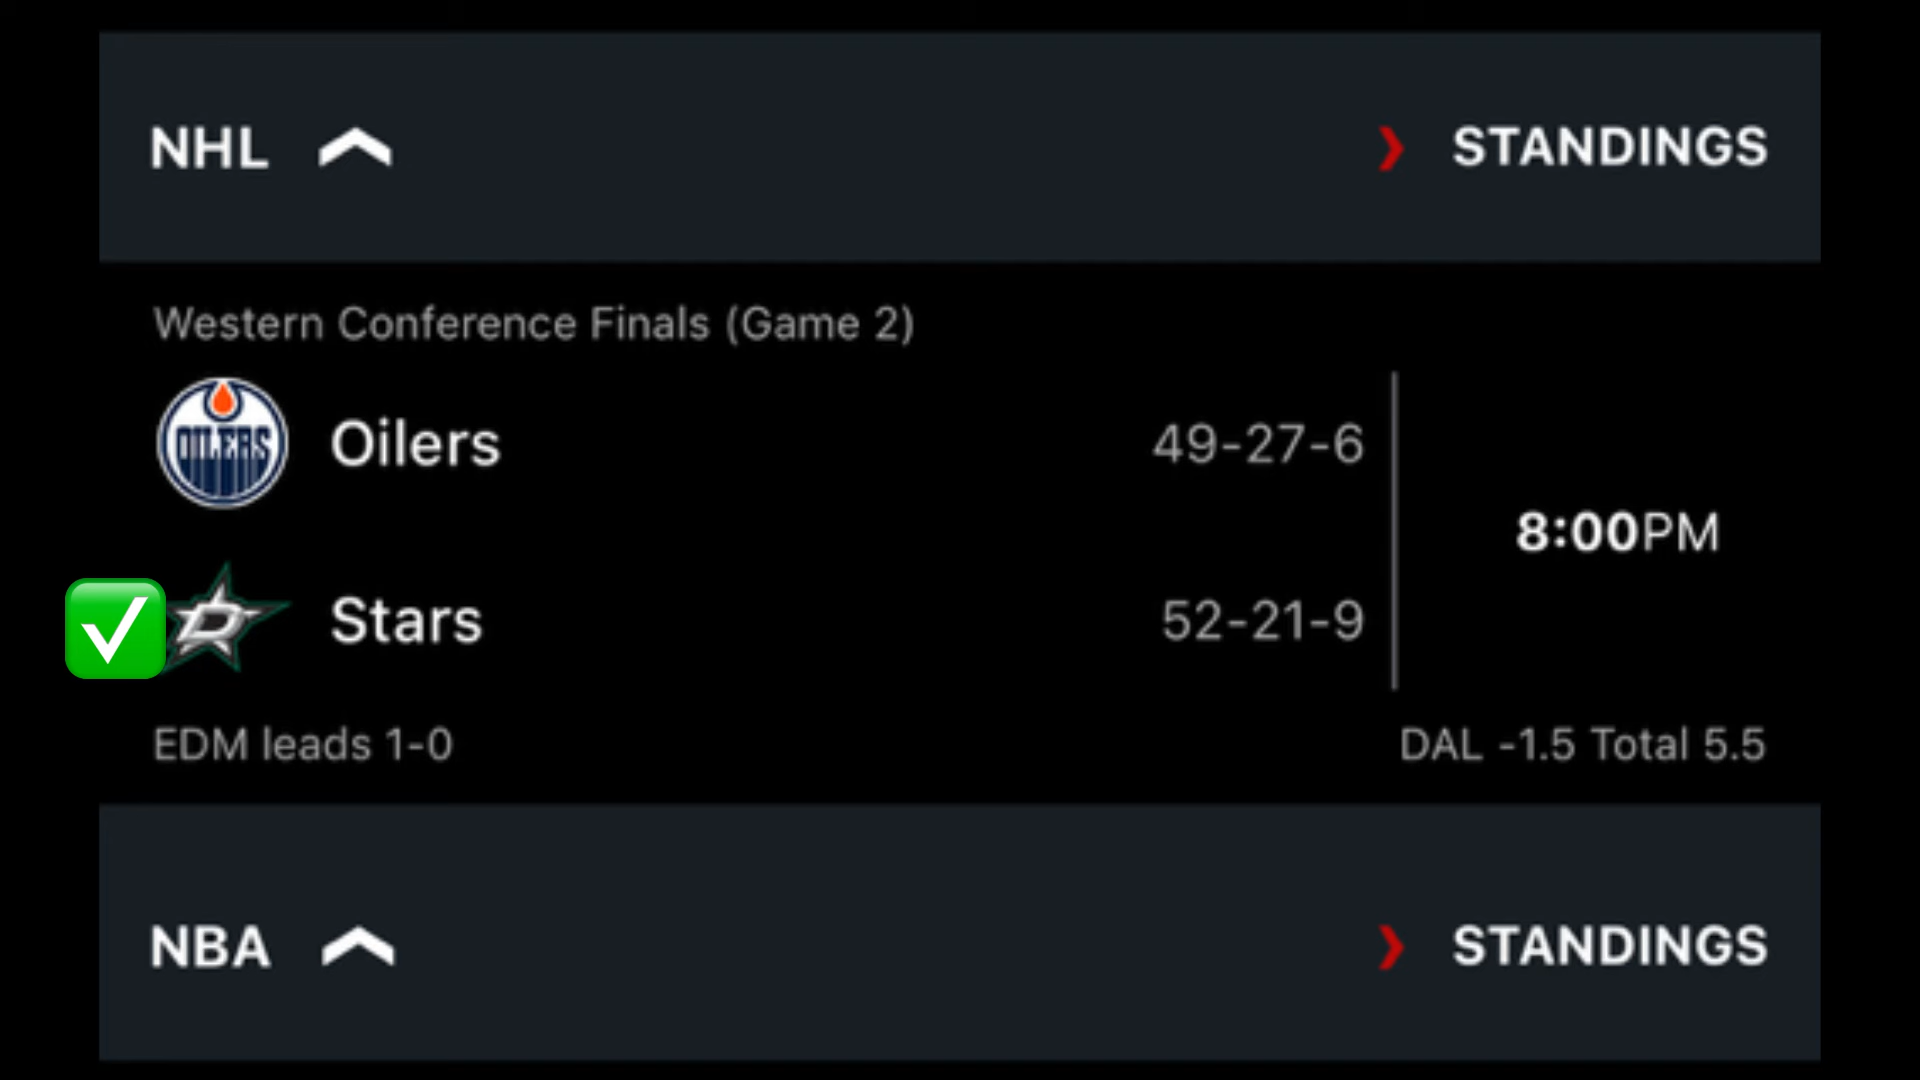 NHL STANDINGS
Western Conference Finals (Game 2)
OILERS Oilers 49-27-6
8:00PM
D Stars 52-21-9
EDM leads 1-0 DAL -1.5 Total 5.5
NBA STANDINGS